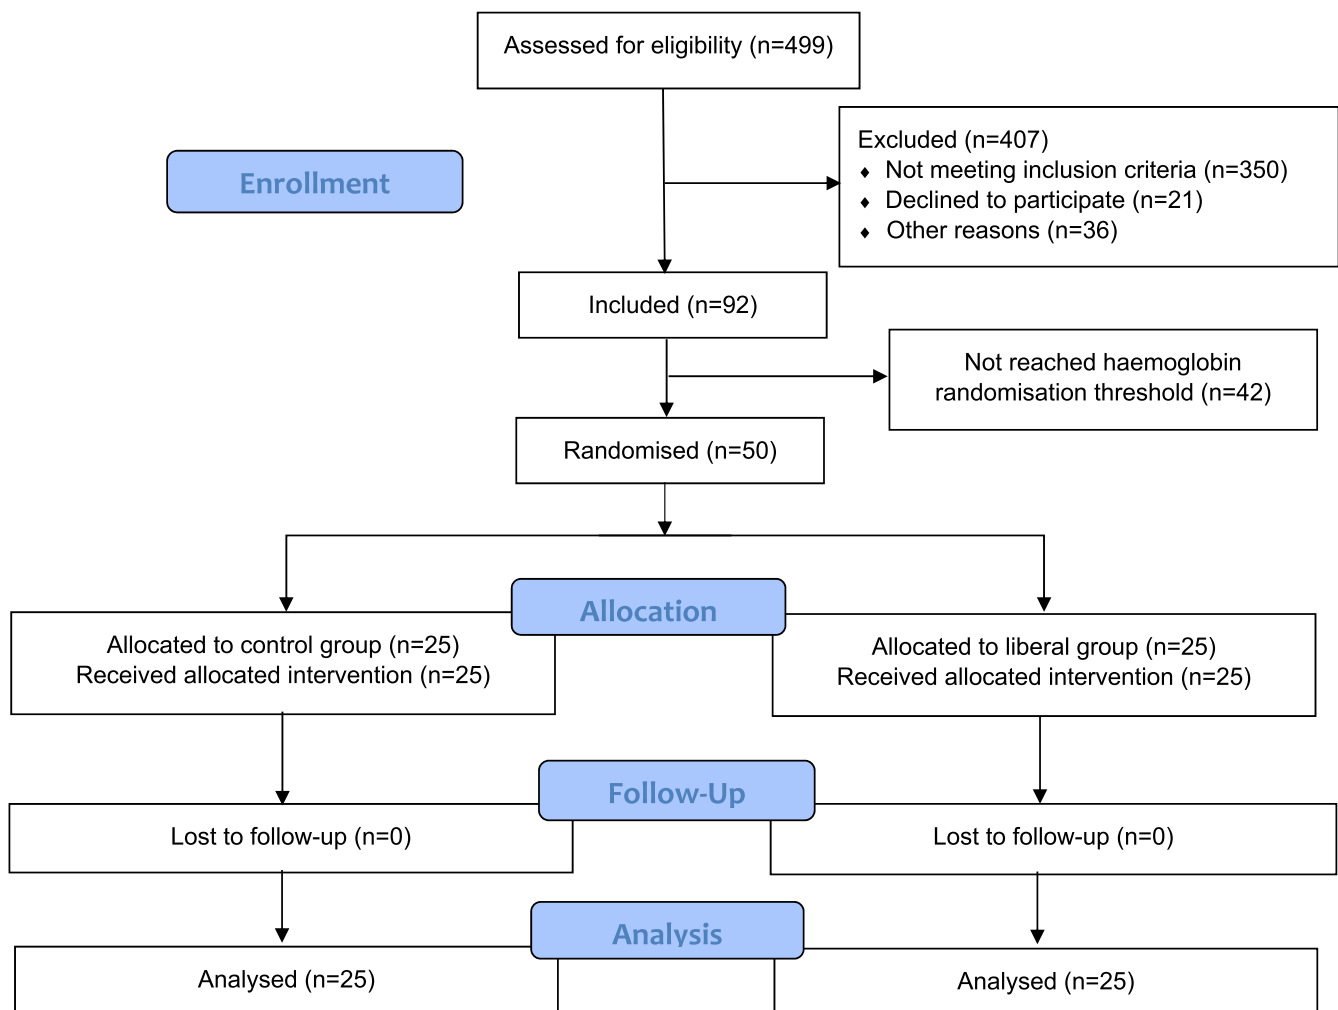 Assessed for eligibility (n=499)
Enrollment
Excluded (n=407)
♦ Not meeting inclusion criteria (n=350)
♦ Declined to participate (n=21)
♦ Other reasons (n=36)
Included (n=92)
Not reached haemoglobin
randomisation threshold (n=42)
Randomised (n=50)
Allocation
Allocated to control group (n=25)
Received allocated intervention (n=25)
Allocated to liberal group (n=25)
Received allocated intervention (n=25)
Follow-Up
Lost to follow-up (n=0)
Lost to follow-up (n=0)
Analysis
Analysed (n=25)
Analysed (n=25)